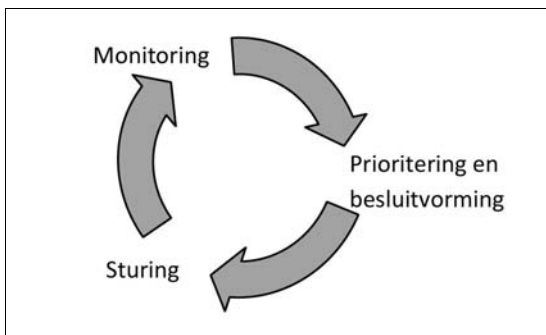 Monitoring
Prioritering en
besluitvorming
Sturing